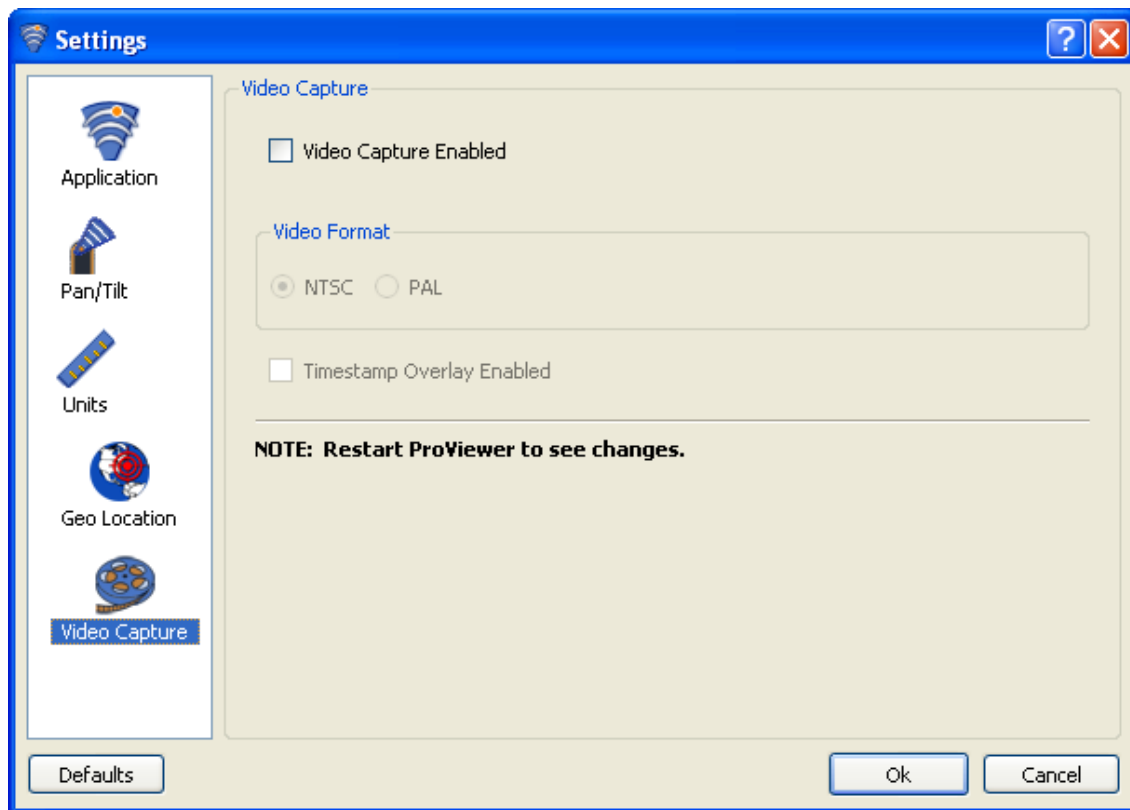 Settings
Application
Pan/Tilt
Units
Geo Location
Video Capture
Video Capture
Video Capture Enabled
Video Format
NTSC PAL
Timestamp Overlay Enabled
NOTE: Restart ProViewer to see changes.
Defaults
Ok
Cancel